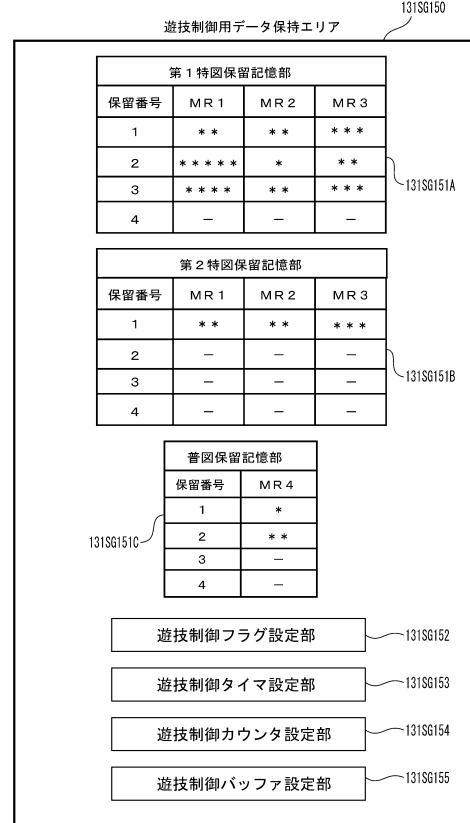 131SG150
遊技制御用データ保持エリア
第１特図保留記憶部
保留番号 ＭＲ１ ＭＲ２ ＭＲ３
1 ** ** ***
2 ***** * **
3 **** ** ***
4 − − −
131SG151A
第２特図保留記憶部
保留番号 ＭＲ１ ＭＲ２ ＭＲ３
1 ** ** ***
2 − − −
3 − − −
4 − − −
131SG151B
普図保留記憶部
保留番号 ＭＲ４
1 *
2 **
3 −
4 −
131SG151C
遊技制御フラグ設定部 131SG152
遊技制御タイマ設定部 131SG153
遊技制御カウンタ設定部 131SG154
遊技制御バッファ設定部 131SG155